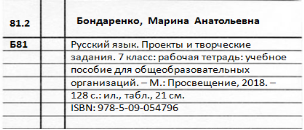 81.2 Бондаренко, Марина Анатольевна
Б81 Русский язык. Проекты и творческие
задания. 7 класс: рабочая тетрадь: учебное
пособие для общеобразовательных
организаций. – М.: Просвещение, 2018. –
128 с.: ил., табл., 21 см.
ISBN: 978-5-09-054796